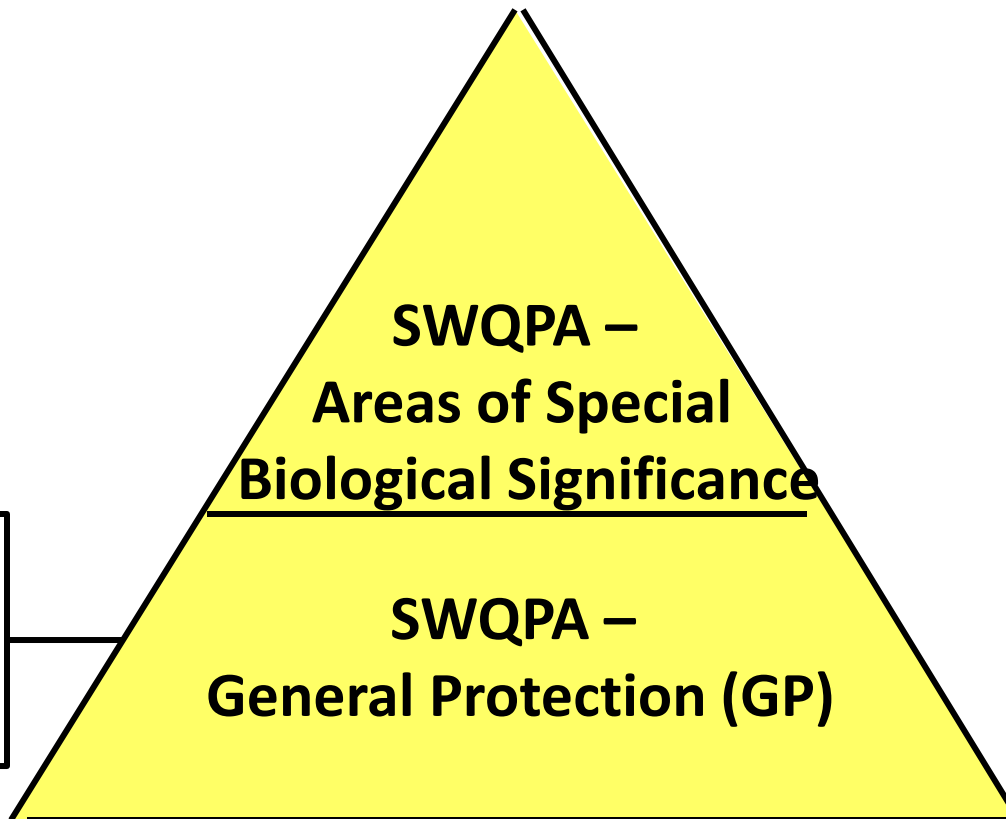 SWQPA –
Areas of Special
Biological Significance
SWQPA –
General Protection (GP)